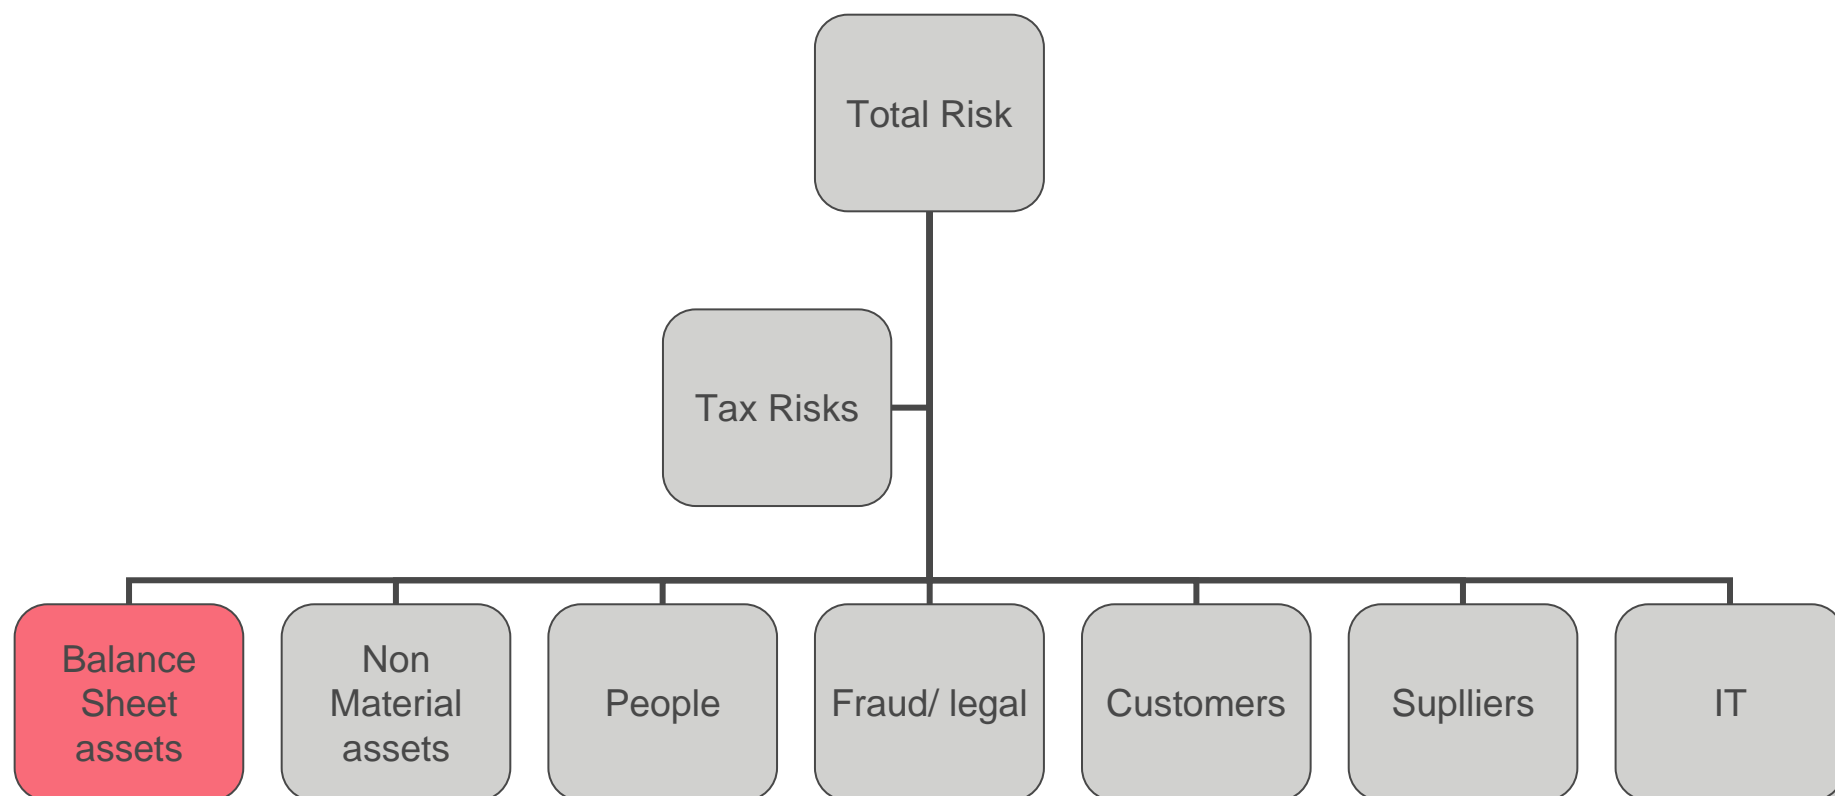 Total Risk
Tax Risks
Balance
Sheet
assets
Non
Material
assets
People
Fraud/ legal
Customers
Suplliers
IT